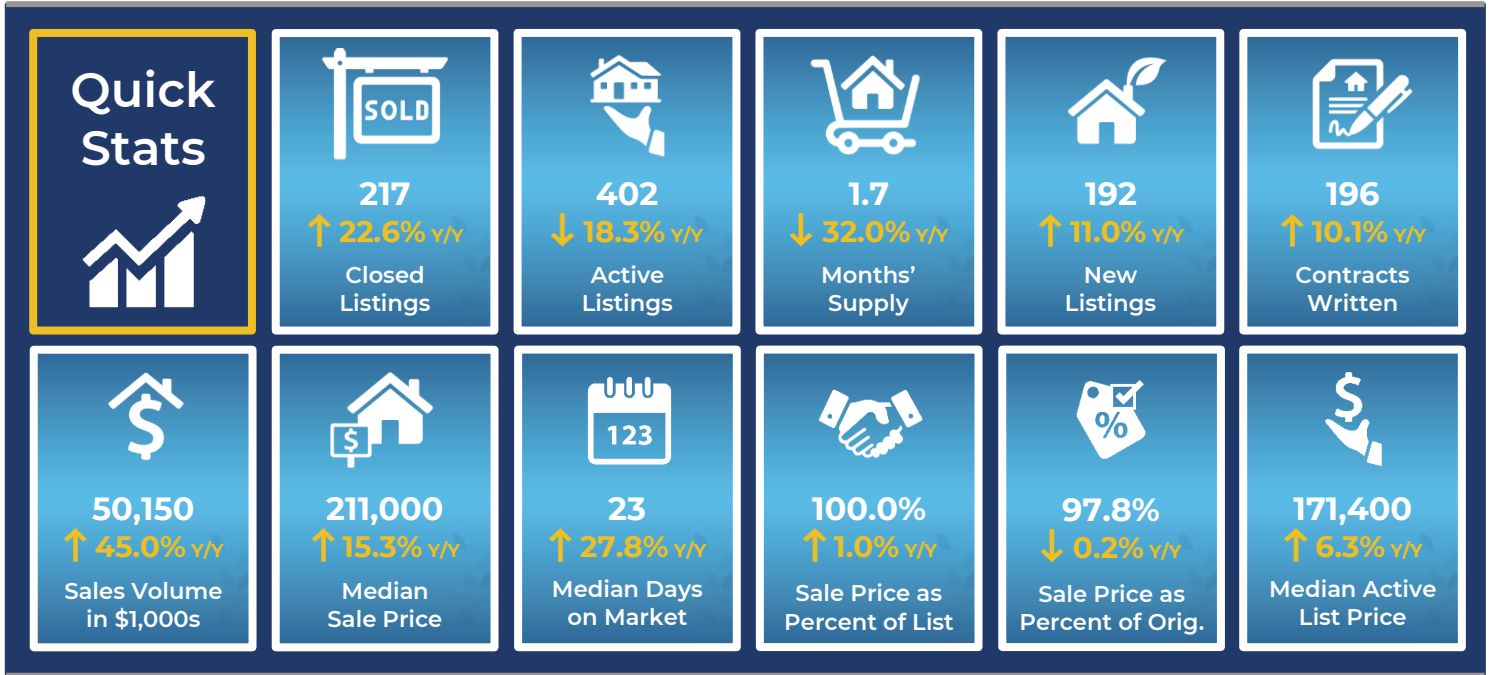 Quick
Stats
SOLD
217
↑ 22.6% Y/Y
Closed
Listings
402
↓ 18.3% Y/Y
Active
Listings
1.7
↓ 32.0% Y/Y
Months’
Supply
192
↑ 11.0% Y/Y
New
Listings
196
↑ 10.1% Y/Y
Contracts
Written
$
50,150
↑ 45.0% Y/Y
Sales Volume
in $1,000s
$
211,000
↑ 15.3% Y/Y
Median
Sale Price
123
23
↑ 27.8% Y/Y
Median Days
on Market
100.0%
↑ 1.0% Y/Y
Sale Price as
Percent of List
%
97.8%
↓ 0.2% Y/Y
Sale Price as
Percent of Orig.
$
171,400
↑ 6.3% Y/Y
Median Active
List Price